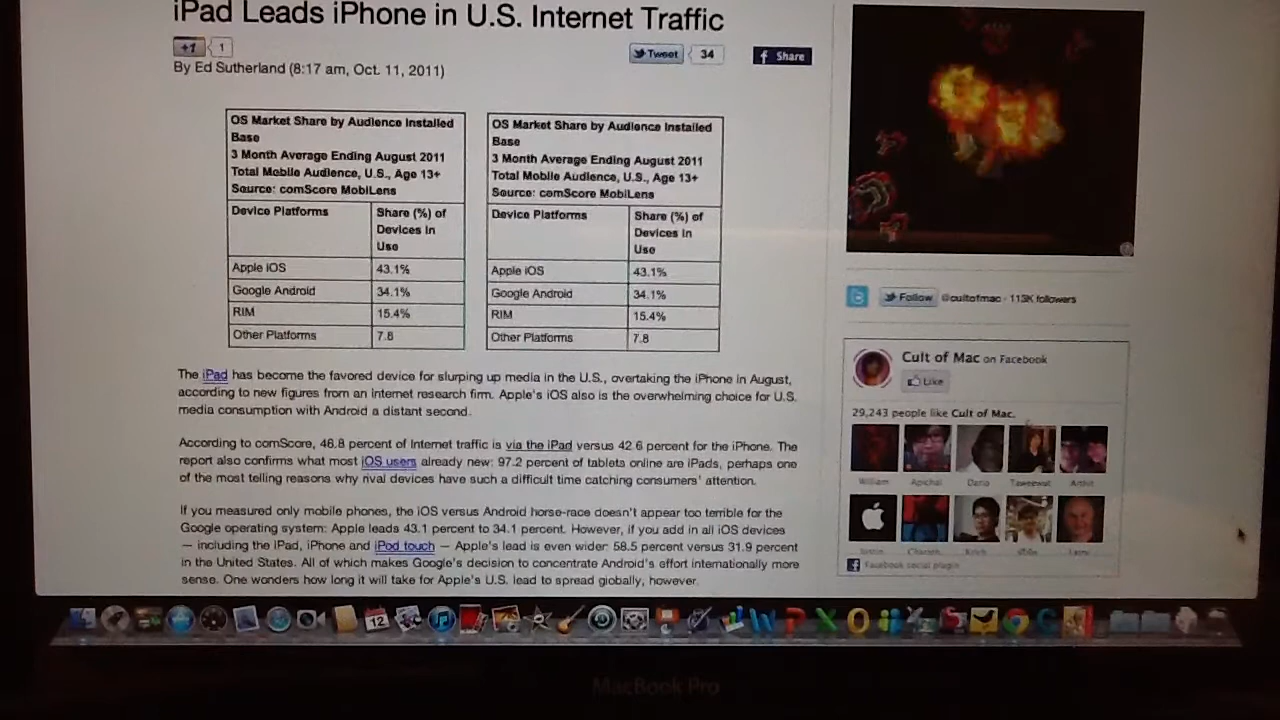 iPad Leads iPhone in U.S. Internet Traffic
+1 1
Tweet 34
Share
By Ed Sutherland (8:17 am, Oct. 11, 2011)
OS Market Share by Audience Installed
Base
3 Month Average Ending August 2011
Total Mobile Audience, U.S., Age 13+
Source: comScore MobiLens
Device Platforms
Share (%) of
Devices in
Use
Apple iOS 43.1%
Google Android 34.1%
RIM 15.4%
Other Platforms 7.8
OS Market Share by Audience Installed
Base
3 Month Average Ending August 2011
Total Mobile Audience, U.S., Age 13+
Source: comScore MobiLens
Device Platforms
Share (%) of
Devices in
Use
Apple iOS 43.1%
Google Android 34.1%
RIM 15.4%
Other Platforms 7.8
The iPad has become the favored device for slurping up media in the U.S., overtaking the iPhone in August,
according to new figures from an internet research firm. Apple's iOS also is the overwhelming choice for U.S.
media consumption with Android a distant second.
According to comScore, 46.8 percent of Internet traffic is via the iPad versus 42.6 percent for the iPhone. The
report also confirms what most iOS users already new: 97.2 percent of tablets online are iPads, perhaps one
of the most telling reasons why rival devices have such a difficult time catching consumers' attention.
If you measured only mobile phones, the iOS versus Android horse-race doesn't appear too terrible for the
Google operating system: Apple leads 43.1 percent to 34.1 percent. However, if you add in all iOS devices
— including the iPad, iPhone and iPod touch — Apple's lead is even wider: 58.5 percent versus 31.9 percent
in the United States. All of which makes Google's decision to concentrate Android's effort internationally more
sense. One wonders how long it will take for Apple's U.S. lead to spread globally, however.
Follow @cultofmac · 113K followers
Cult of Mac on Facebook
Like
29,243 people like Cult of Mac.
William Apichai Dario
Facebook social plugin
12
MacBook Pro